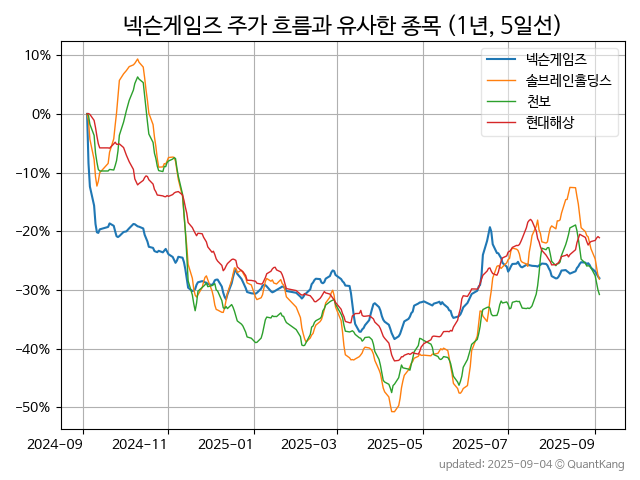 넥슨게임즈 주가 흐름과 유사한 종목 (1년, 5일선)
넥슨게임즈
솔브레인홀딩스
천보
현대해상
10%
0%
−10%
−20%
−30%
−40%
−50%
2024-09
2024-11
2025-01
2025-03
2025-05
2025-07
2025-09
updated: 2025-09-04 © QuantKang